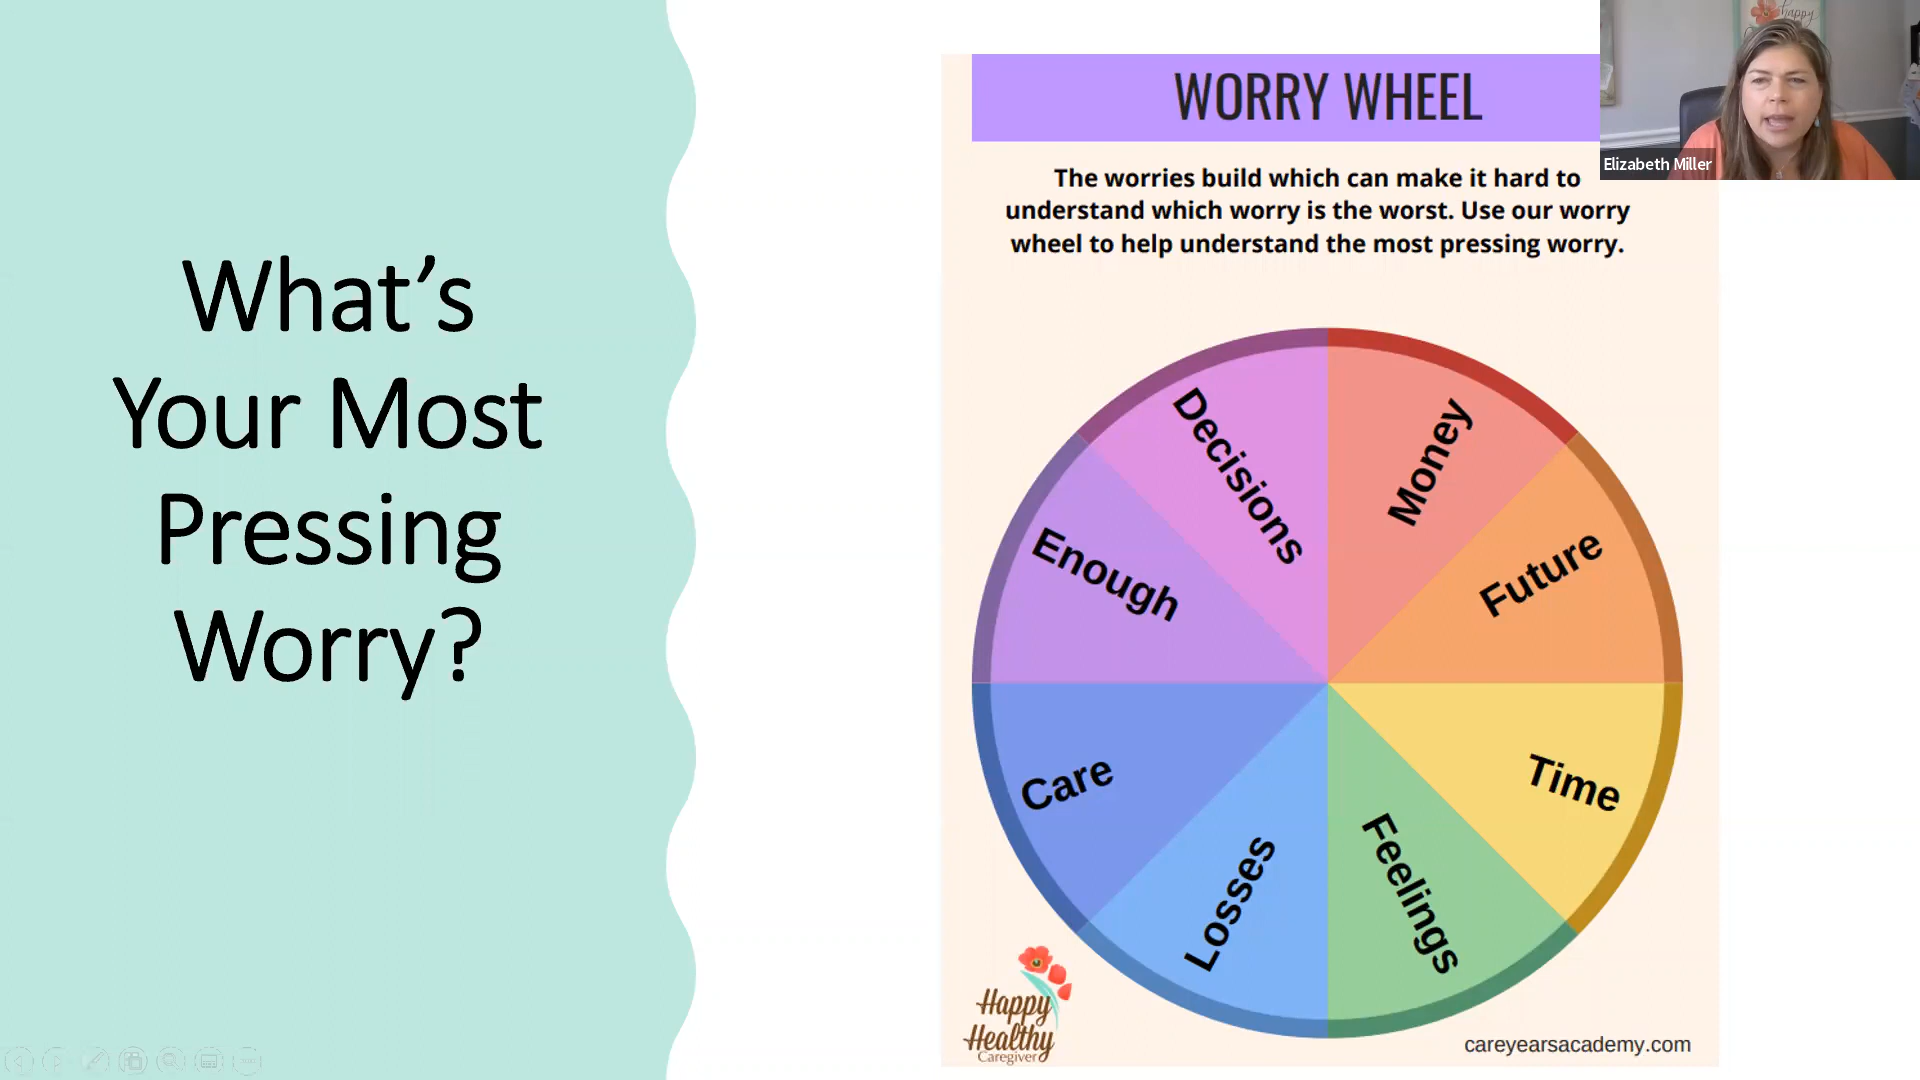 What's
Your Most
Pressing
Worry?
WORRY WHEEL
The worries build which can make it hard to
understand which worry is the worst. Use our worry
wheel to help understand the most pressing worry.
Decisions
Money
Enough
Future
Care
Time
Losses
Feelings
Happy
Healthy
Caregiver
careyearsacademy.com
happy
Elizabeth Miller